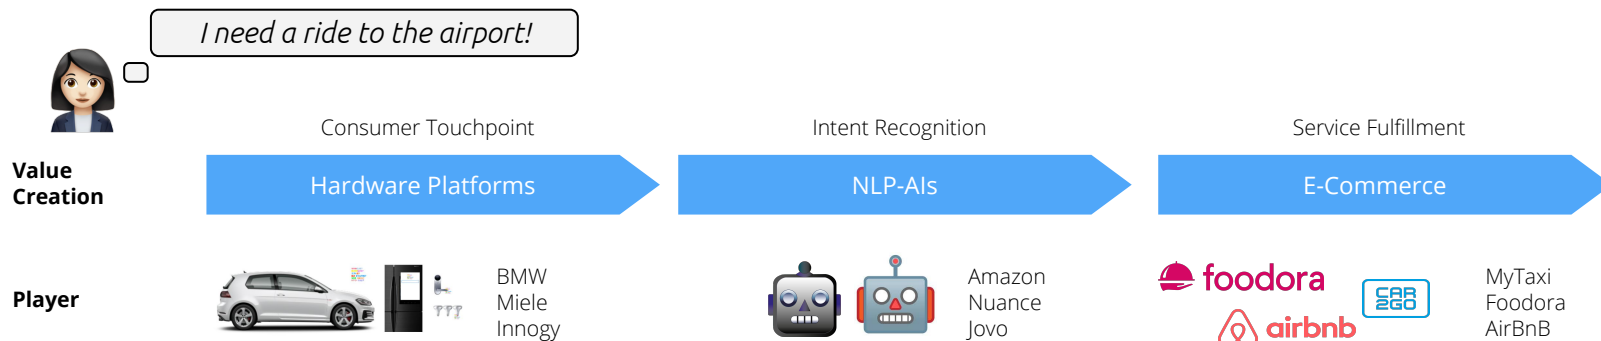 I need a ride to the airport!
Consumer Touchpoint
Intent Recognition
Service Fulfillment
Value
Creation
Hardware Platforms
NLP-AIs
E-Commerce
Player
BMW
Miele
Innogy
Amazon
Nuance
Jovo
foodora
CAR
2GO
airbnb
MyTaxi
Foodora
AirBnB